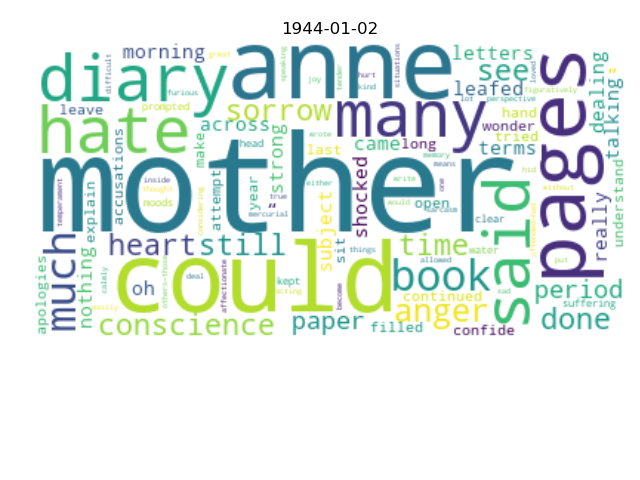 1944-01-02
morning
diary
anne
letters
see
leafed
many
dealing
talking
pages
difficult
furious
speaking
joy
hurt
kind
tender
situations
great
loved
lot
perspective
figuratively
leave
prompted
sorrow
hate
across
hand
wonder
tried
accusations
make
head
strong
last
came
long
terms
wrote
memory
means
mother
inside
thought
moods
temperament
explain
considering
attempt
year
mercurial
true
"
either
write
would
open
sarcasm
one
clear
hid
without
said
really
understand
much
heart
still
subject
sit
shocked
time
water
things
allowed
nothing
apologies
calmly
oh
deal
affectionate
kept
acting
could
become
book
sad
put
period
suffering
easily
continued
anger
conscience
paper
filled
confide
done